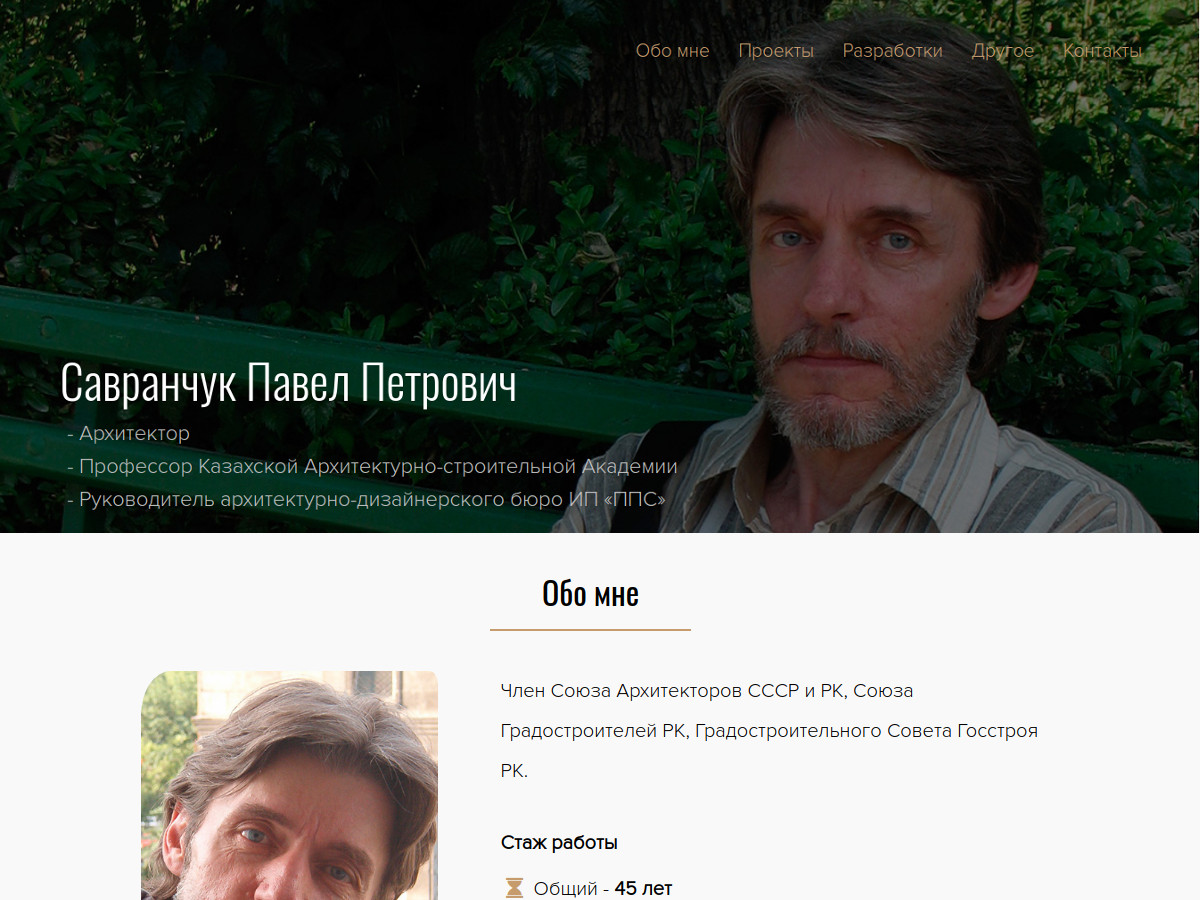 Обо мне Проекты Разработки Другое Контакты
Савранчук Павел Петрович
- Архитектор
- Профессор Казахской Архитектурно-строительной Академии
- Руководитель архитектурно-дизайнерского бюро ИП «ППС»
Обо мне
Член Союза Архитекторов СССР и РК, Союза
Градостроителей РК, Градостроительного Совета Госстроя
РК.
Стаж работы
Общий - 45 лет